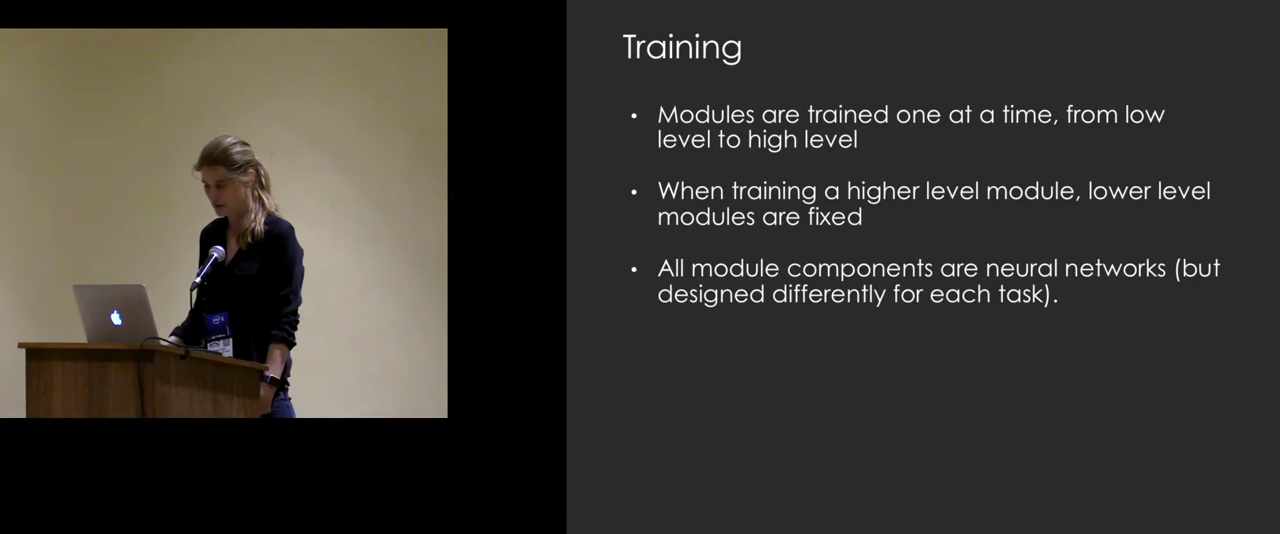 Training
• Modules are trained one at a time, from low
level to high level
• When training a higher level module, lower level
modules are fixed
• All module components are neural networks (but
designed differently for each task).